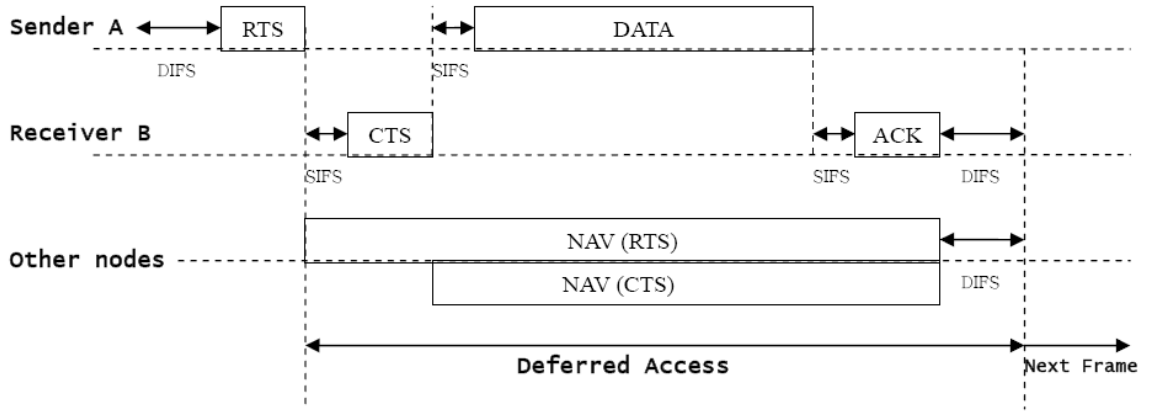 Sender A
RTS
DATA
DIFS
SIFS
Receiver B
CTS
ACK
SIFS
SIFS
DIFS
NAV (RTS)
Other nodes
NAV (CTS)
DIFS
Deferred Access
Next Frame